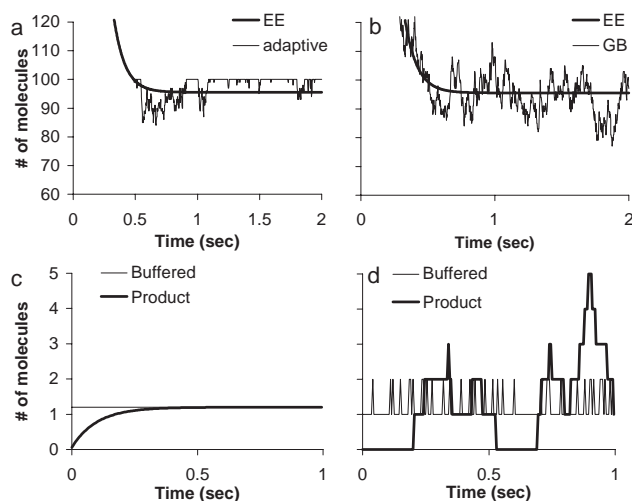 a
EE
adaptive
120
110
100
90
80
70
60
# of molecules
0
0.5
1
1.5
2
Time (sec)
b
EE
GB
0
1
2
Time (sec)
c
Buffered
Product
5
4
3
2
1
0
# of molecules
0
0.5
1
Time (sec)
d
Buffered
Product
0
0.5
1
Time (sec)